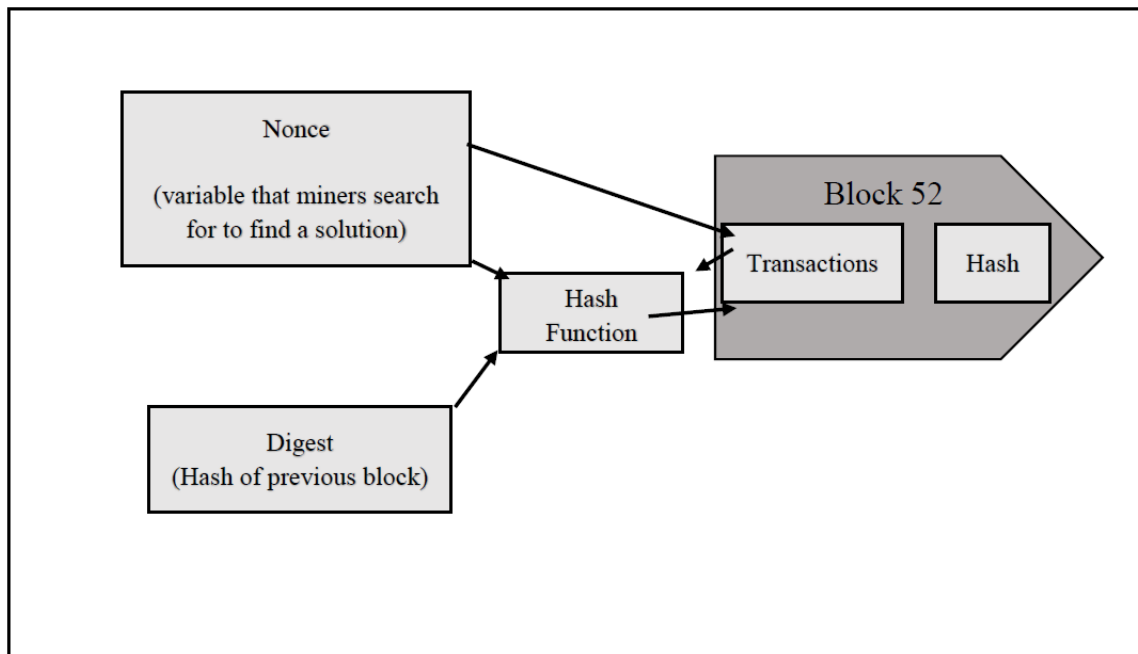 Nonce
(variable that miners search
for to find a solution)
Block 52
Transactions
Hash
Hash
Function
Digest
(Hash of previous block)